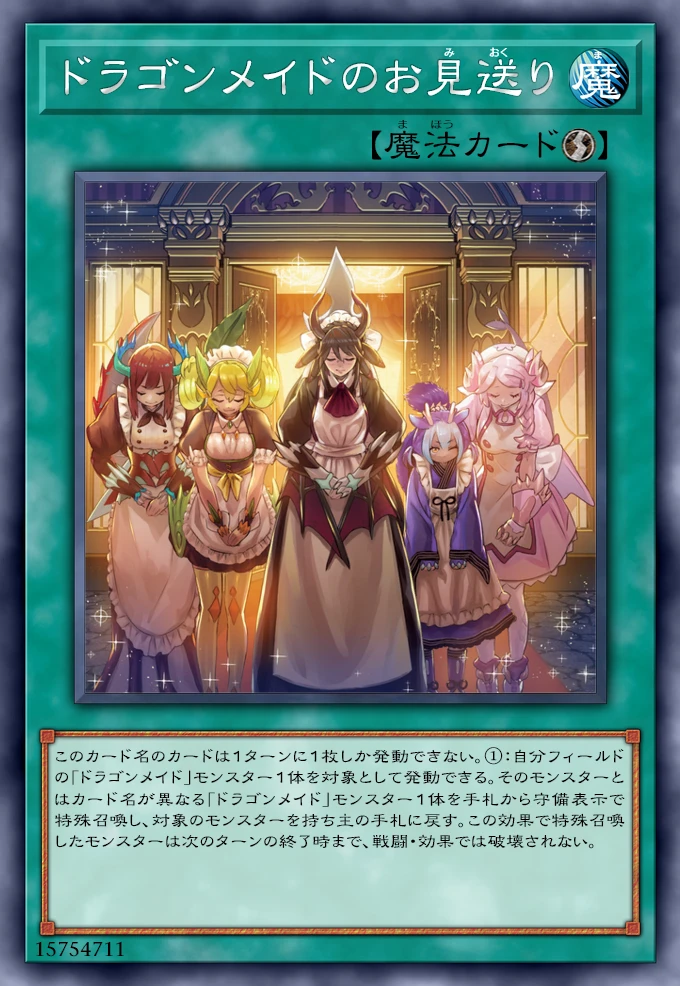 ドラゴンメイドのお見送り 魔
【魔法カード】
このカード名のカードは1ターンに1枚しか発動できない。①:自分フィールド
の「ドラゴンメイド」モンスター1体を対象として発動できる。そのモンスターと
はカード名が異なる「ドラゴンメイド」モンスター1体を手札から守備表示で
特殊召喚し、対象のモンスターを持ち主の手札に戻す。この効果で特殊召喚
したモンスターは次のターンの終了時まで、戦闘・効果では破壊されない。
15754711